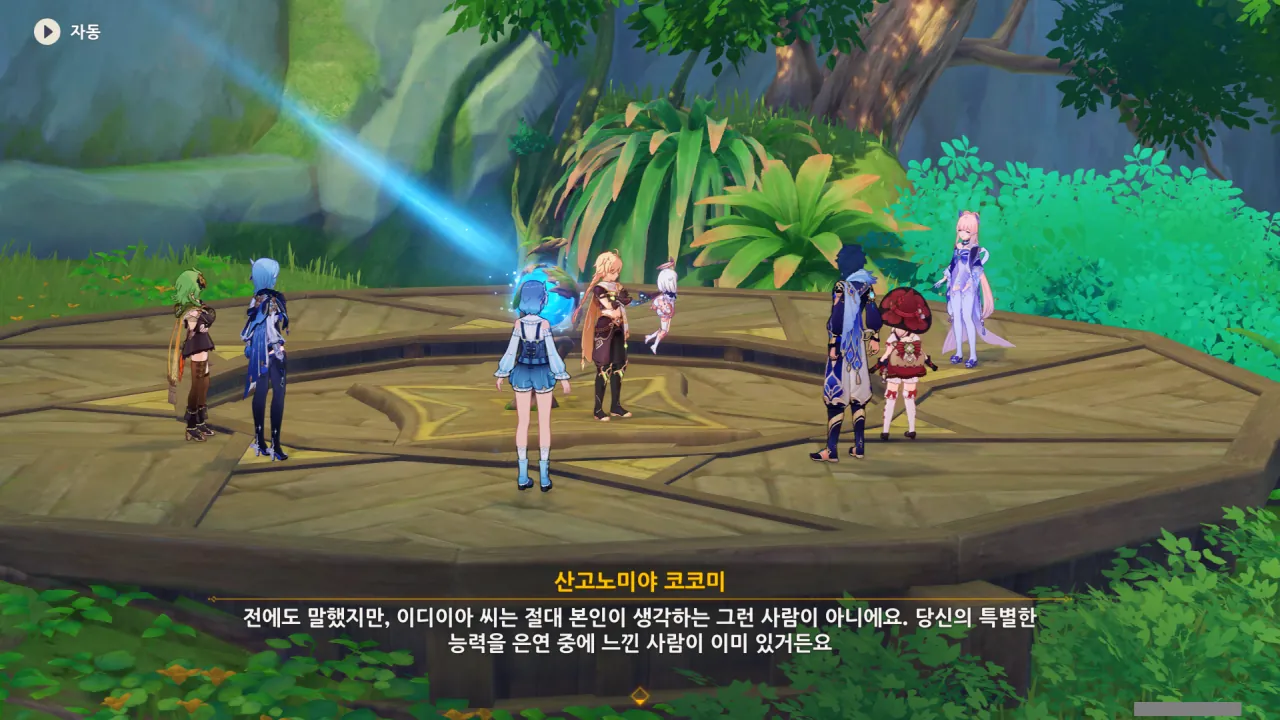 자동
산고노미야 코코미
전에도 말했지만, 이디이아 씨는 절대 본인이 생각하는 그런 사람이 아니에요. 당신의 특별한
능력을 은연 중에 느낀 사람이 이미 있거든요